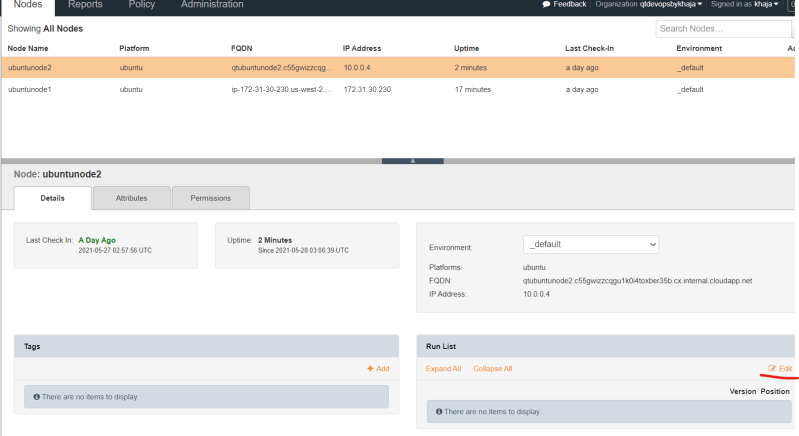 Nodes Reports Policy Administration Feedback Organization qtdevopsbykhaja Signed in as khaja
Showing All Nodes Search Nodes...
Node Name Platform FQDN IP Address Uptime Last Check-In Environment
ubuntunode2 ubuntu qtubuntunode2.c55gwizzcqg... 10.0.0.4 2 minutes a day ago _default
ubuntunode1 ubuntu ip-172-31-30-230.us-west-2.... 172.31.30.230 17 minutes a day ago _default
Node: ubuntunode2
Details Attributes Permissions
Last Check In: A Day Ago
2021-05-27 02:57:56 UTC
Uptime: 2 Minutes
Since 2021-05-28 03:06:39 UTC
Environment: _default
Platforms: ubuntu
FQDN: qtubuntunode2.c55gwizzcqgu1k0i4toxber35b.cx.internal.cloudapp.net
IP Address: 10.0.0.4
Tags
Add
There are no items to display.
Run List
Expand All Collapse All Edit
Version Position
There are no items to display.